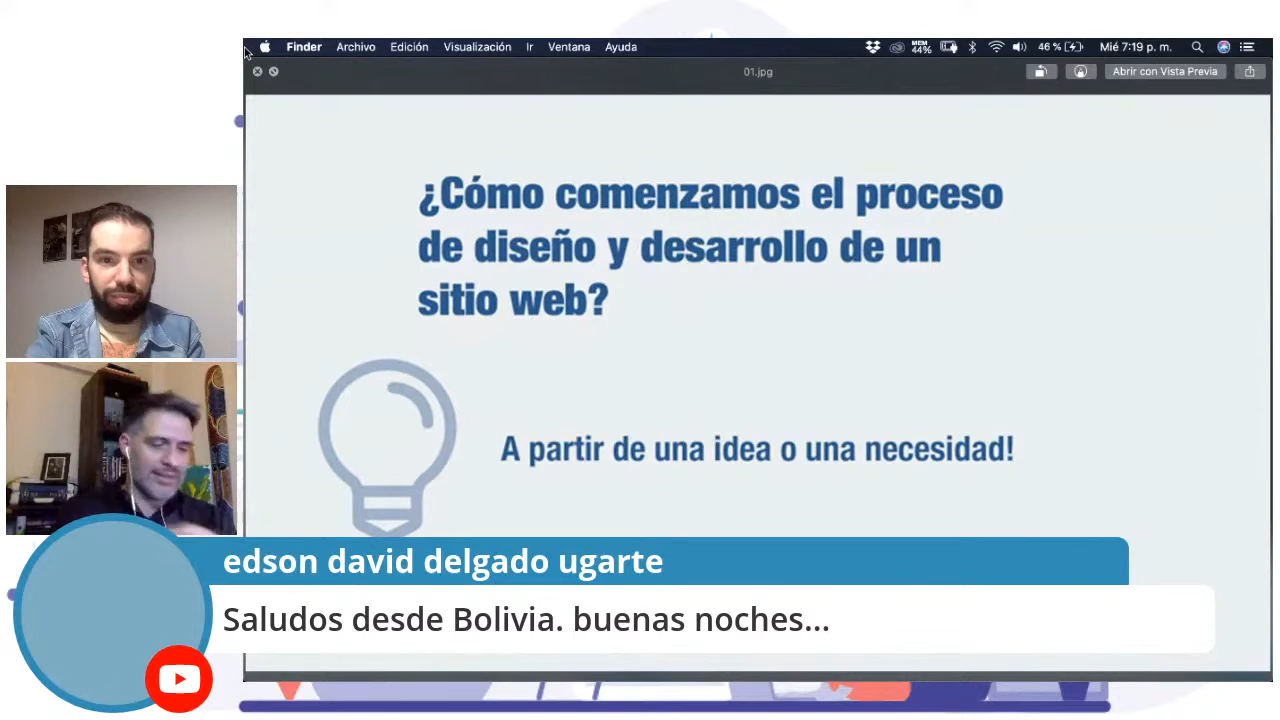 Finder Archivo Edición Visualización Ir Ventana Ayuda MEM 44% 46 % Mié 7:19 p. m.
01.jpg Abrir con Vista Previa
¿Cómo comenzamos el proceso
de diseño y desarrollo de un
sitio web?
A partir de una idea o una necesidad!
edson david delgado ugarte
Saludos desde Bolivia. buenas noches...